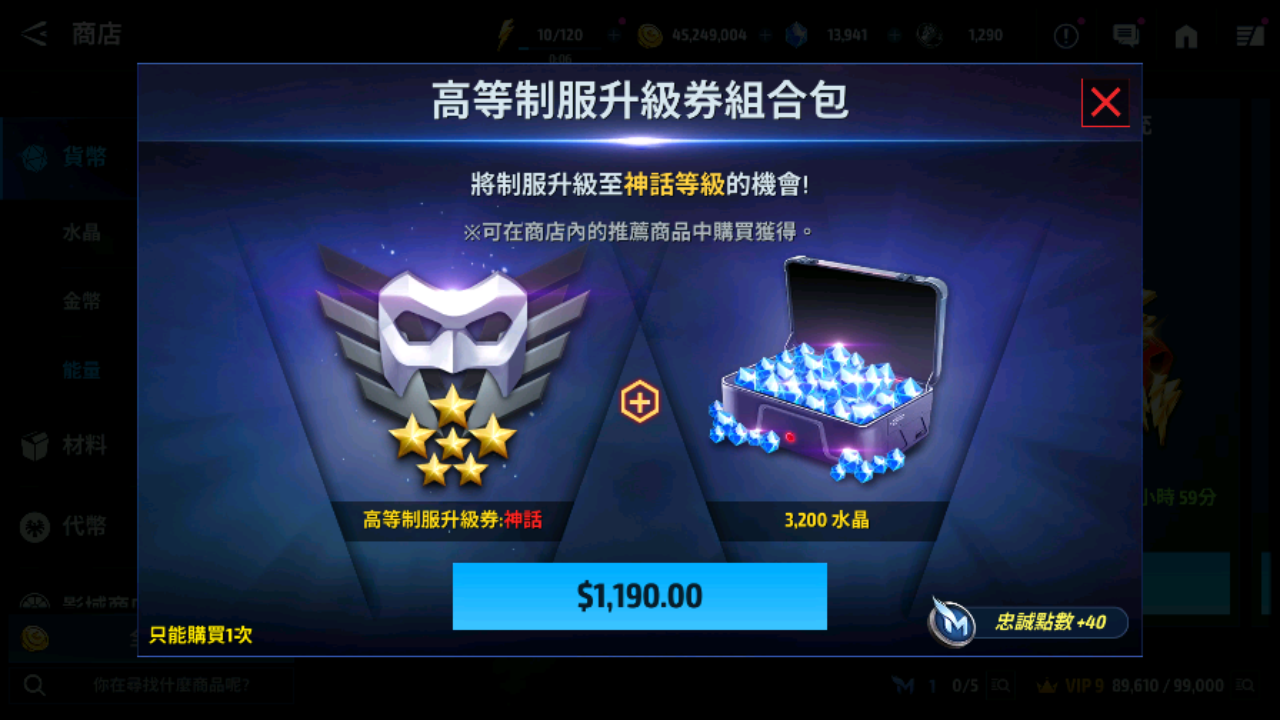 商店
10/120
45,249,004
13,941
1,290
0:06
高等制服升級券組合包
將制服升級至神話等級的機會!
※可在商店內的推薦商品中購買獲得。
貨幣
水晶
金幣
能量
材料
代幣
高等制服升級券:神話
3,200 水晶
小時 59分
$1,190.00
只能購買1次
忠誠點數 +40
你在尋找什麼商品呢?
1
0/5
VIP 9
89,610 / 99,000